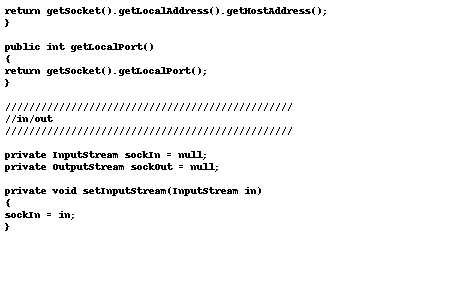 return getSocket().getLocalAddress().getHostAddress();
}
public int getLocalPort()
{
return getSocket().getLocalPort();
}
////////////////////////////////////////////////
//in/out
////////////////////////////////////////////////
private InputStream sockIn = null;
private OutputStream sockOut = null;
private void setInputStream(InputStream in)
{
sockIn = in;
}